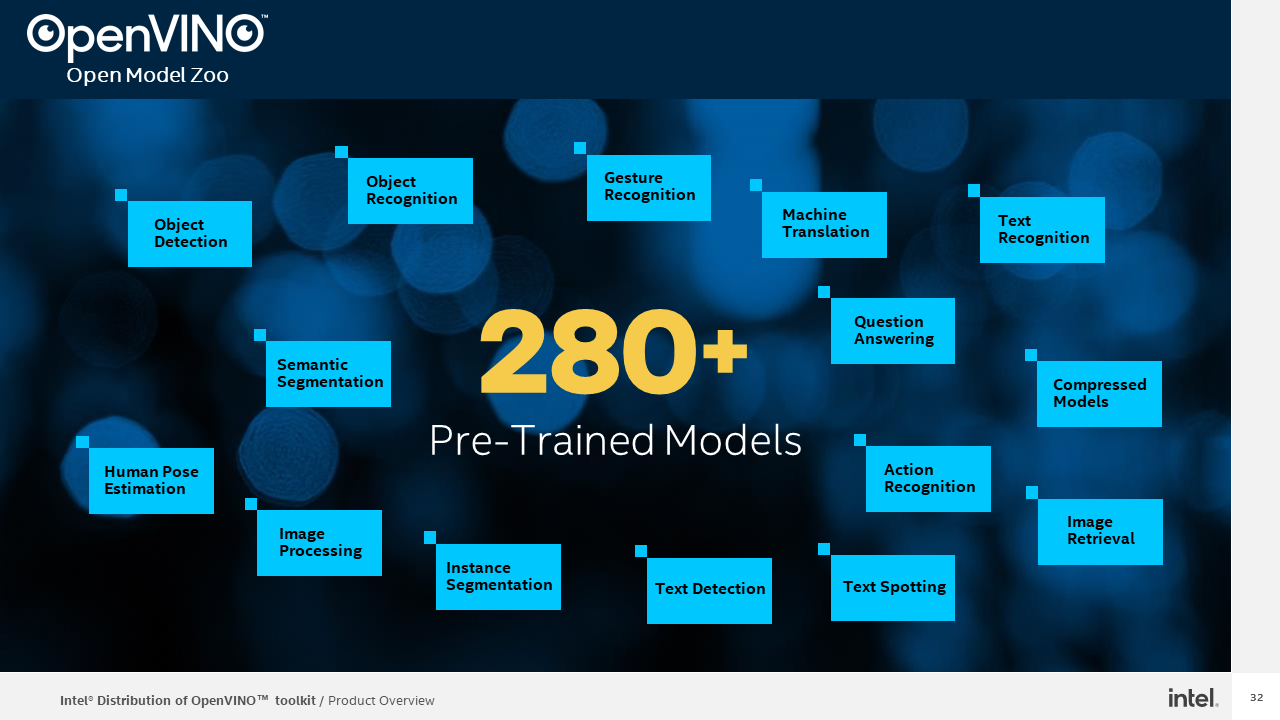 OpenVINO™
Open Model Zoo
Object
Detection
Object
Recognition
Gesture
Recognition
Machine
Translation
Text
Recognition
Semantic
Segmentation
280+
Pre-Trained Models
Question
Answering
Compressed
Models
Human Pose
Estimation
Image
Processing
Instance
Segmentation
Text Detection
Text Spotting
Action
Recognition
Image
Retrieval
Intel® Distribution of OpenVINO™ toolkit / Product Overview
intel®
32